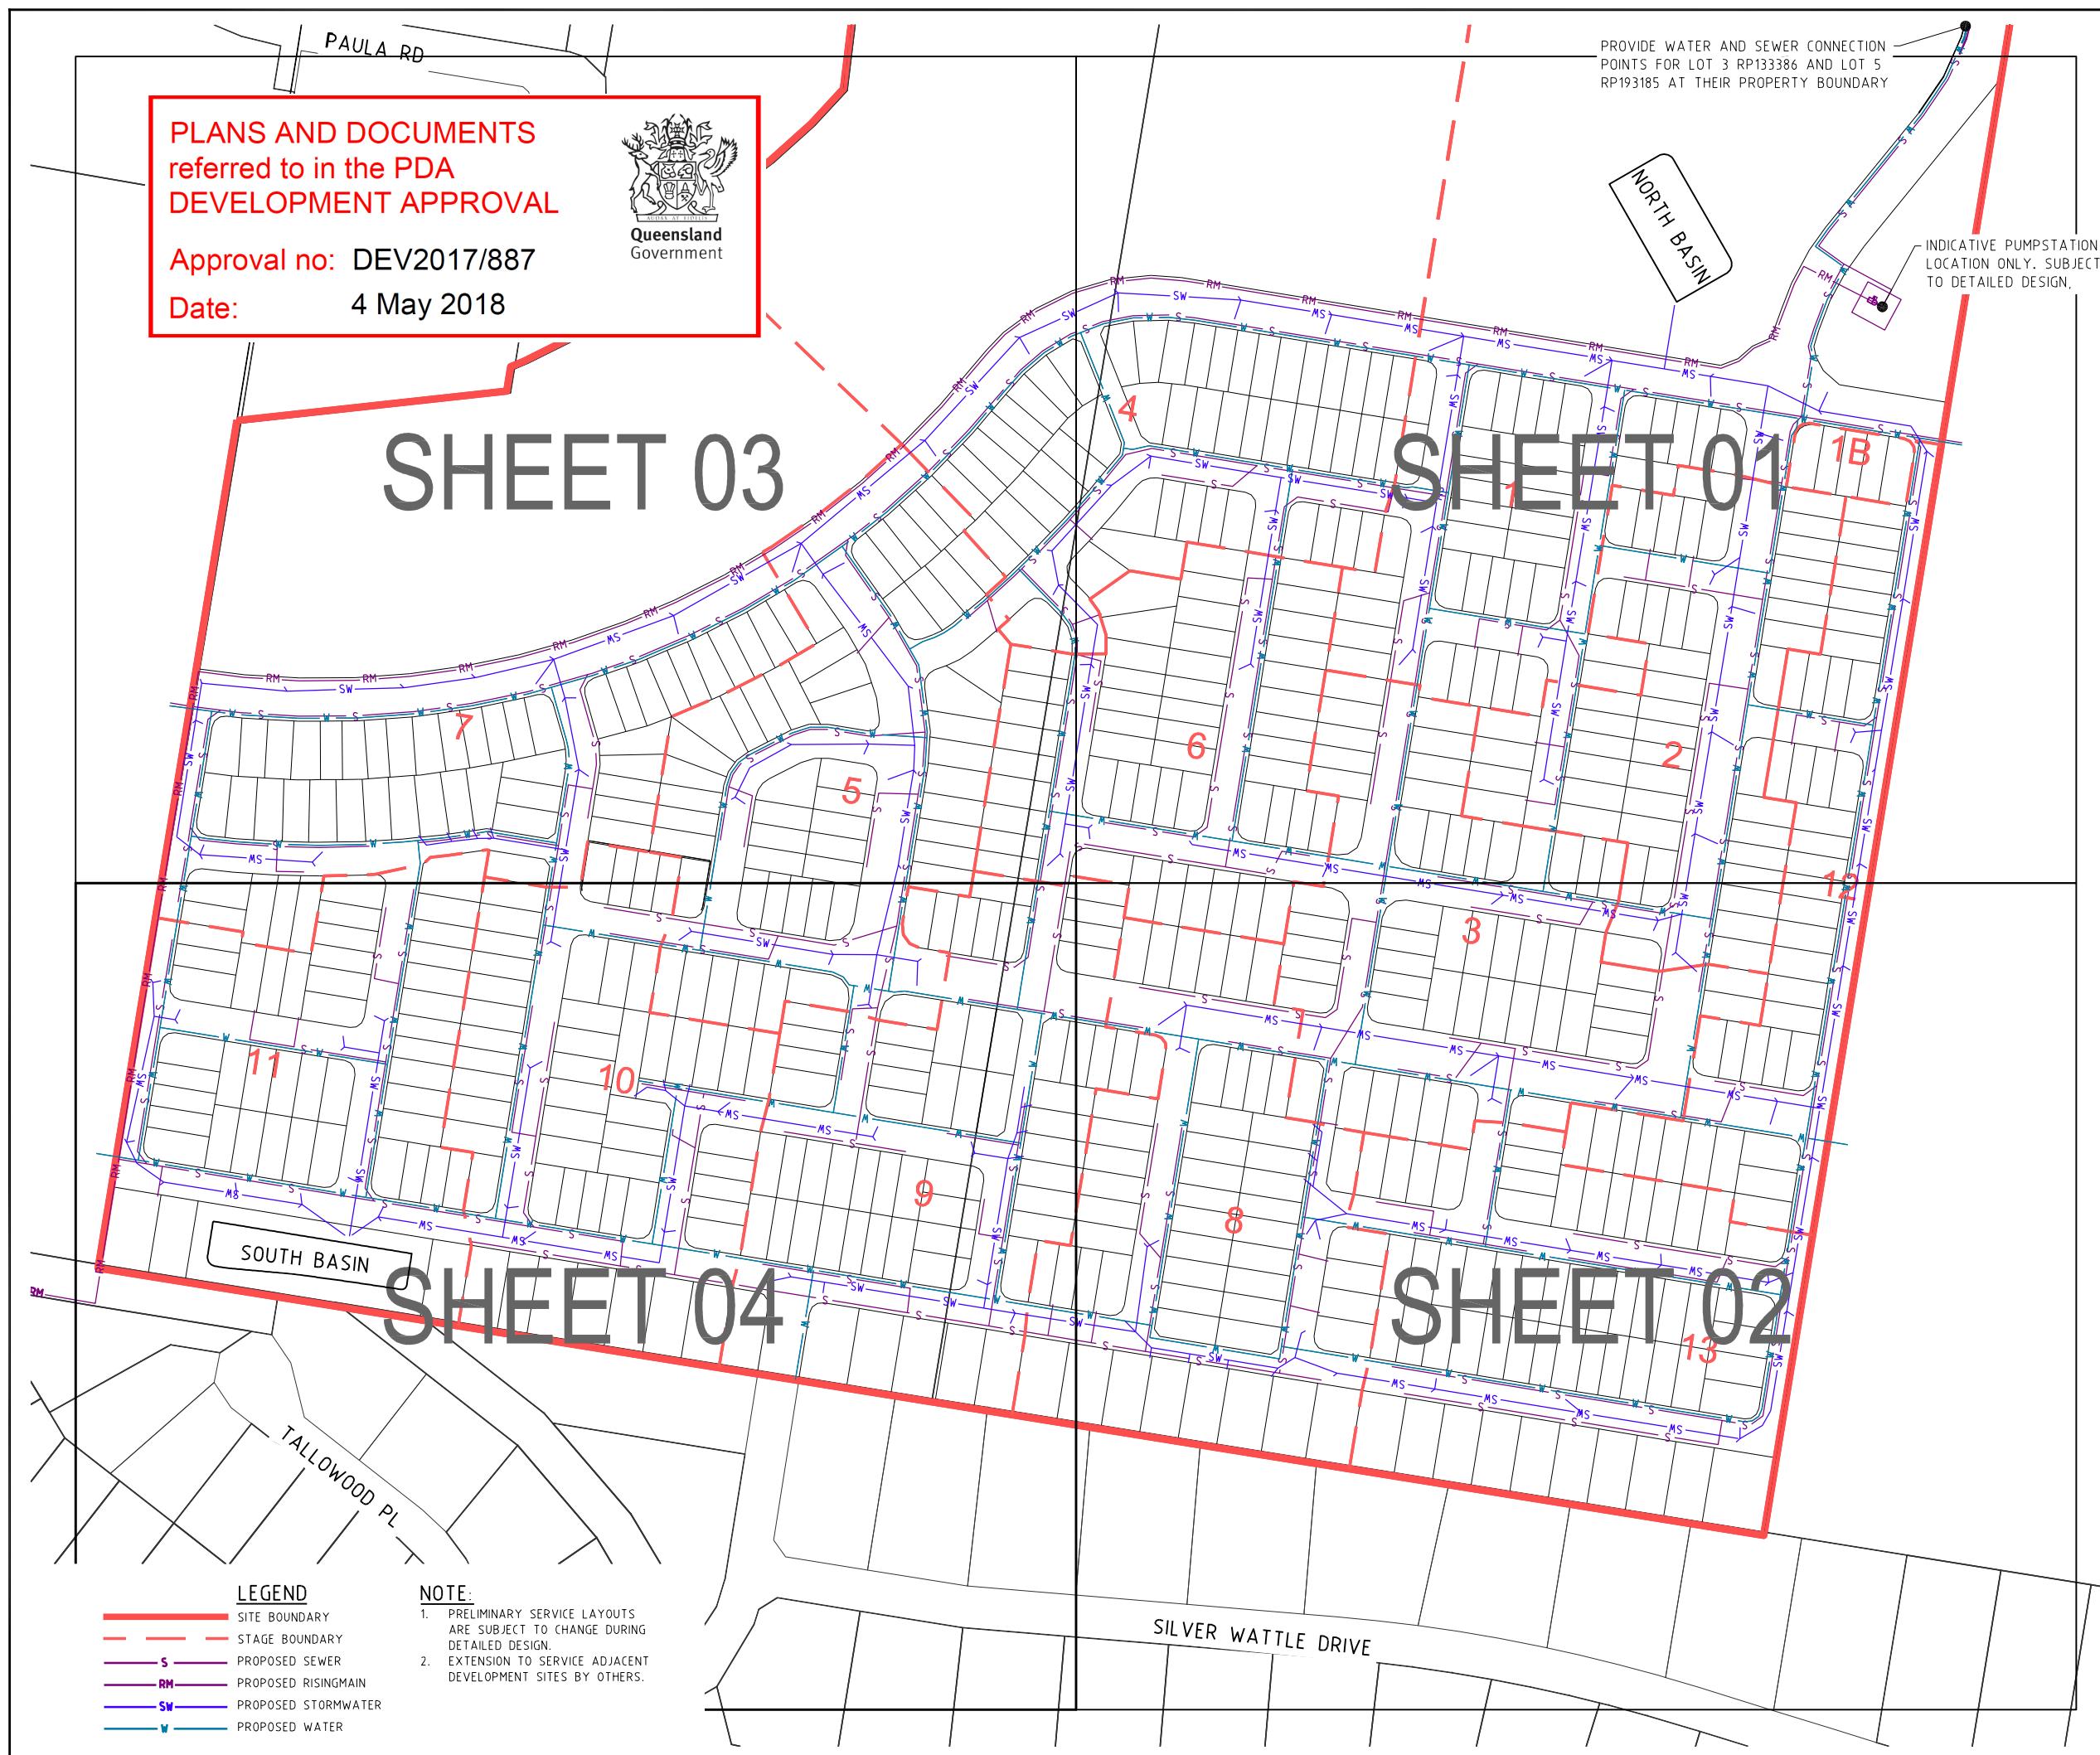 PAULA RD
PROVIDE WATER AND SEWER CONNECTION
POINTS FOR LOT 3 RP133386 AND LOT 5
RP193185 AT THEIR PROPERTY BOUNDARY
PLANS AND DOCUMENTS
referred to in the PDA
DEVELOPMENT APPROVAL
Approval no: DEV2017/887
Date: 4 May 2018
AUDAX AT FIDELIS
Queensland
Government
NORTH BASIN
INDICATIVE PUMPSTATION
LOCATION ONLY. SUBJECT
TO DETAILED DESIGN,
SHEET 03
SHEET 01
4
1
1B
7
5
6
2
12
3
11
10
9
8
13
SOUTH BASIN
SHEET 04
SHEET 02
TALLOWOOD PL
SILVER WATTLE DRIVE
LEGEND
SITE BOUNDARY
STAGE BOUNDARY
S PROPOSED SEWER
RM PROPOSED RISINGMAIN
SW PROPOSED STORMWATER
W PROPOSED WATER
NOTE:
1. PRELIMINARY SERVICE LAYOUTS
ARE SUBJECT TO CHANGE DURING
DETAILED DESIGN.
2. EXTENSION TO SERVICE ADJACENT
DEVELOPMENT SITES BY OTHERS.